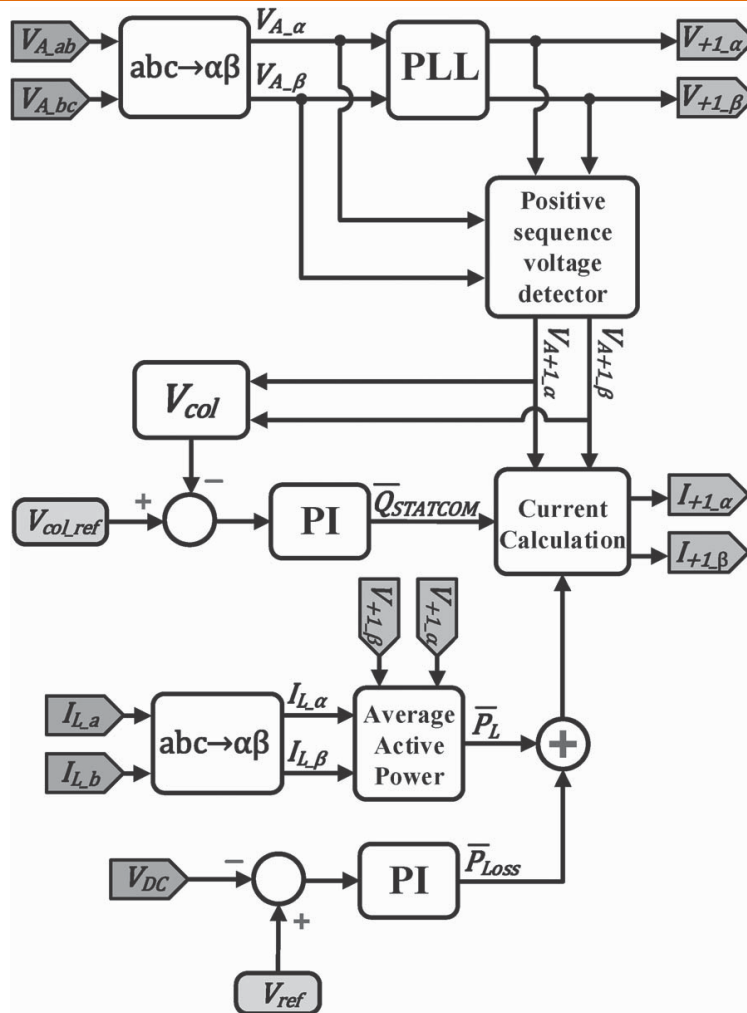 V_A_ab
abc→αβ
V_A_α
V_A_β
V_A_bc
PLL
V_+1_α
V_+1_β
Positive
sequence
voltage
detector
V_A+1_α
V_A+1_β
V_col
+
−
V_col_ref
PI
Q̅_STATCOM
Current
Calculation
I_+1_α
I_+1_β
V_+1_β
V_+1_α
I_L_a
I_L_b
abc→αβ
I_L_α
I_L_β
Average
Active
Power
P̅_L
+
V_DC
−
+
PI
P̅_Loss
V_ref